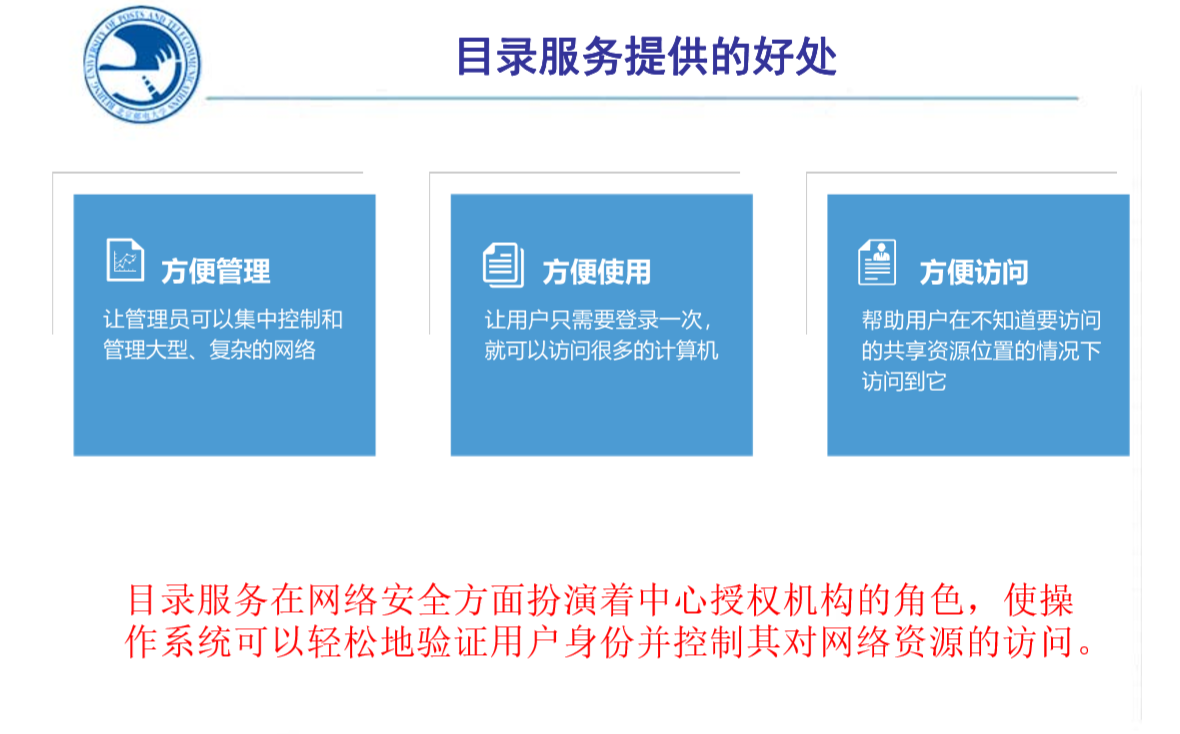 BEIJING UNIVERSITY OF POSTS AND TELECOMMUNICATIONS
北京邮电大学
目录服务提供的好处
方便管理
让管理员可以集中控制和
管理大型、复杂的网络
方便使用
让用户只需要登录一次，
就可以访问很多的计算机
方便访问
帮助用户在不知道要访问
的共享资源位置的情况下
访问到它
目录服务在网络安全方面扮演着中心授权机构的角色，使操
作系统可以轻松地验证用户身份并控制其对网络资源的访问。